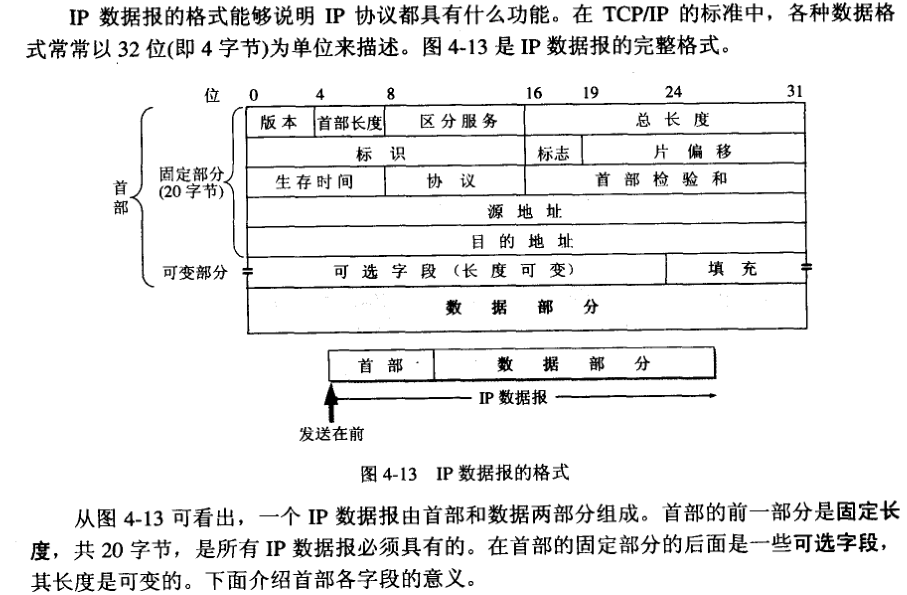 IP 数据报的格式能够说明 IP 协议都具有什么功能。在 TCP/IP 的标准中，各种数据格
式常常以 32 位(即 4 字节)为单位来描述。图 4-13 是 IP 数据报的完整格式。
位 0 4 8 16 19 24 31
版本 首部长度 区分服务 总长度
标识 标志 片偏移
固定部分
(20 字节)
首部
生存时间 协议 首部检验和
源地址
目的地址
可变部分 可选字段（长度可变） 填充
数据部分
首部 数据部分
IP 数据报
发送在前
图 4-13 IP 数据报的格式
从图 4-13 可看出，一个 IP 数据报由首部和数据两部分组成。首部的前一部分是固定长
度，共 20 字节，是所有 IP 数据报必须具有的。在首部的固定部分的后面是一些可选字段，
其长度是可变的。下面介绍首部各字段的意义。